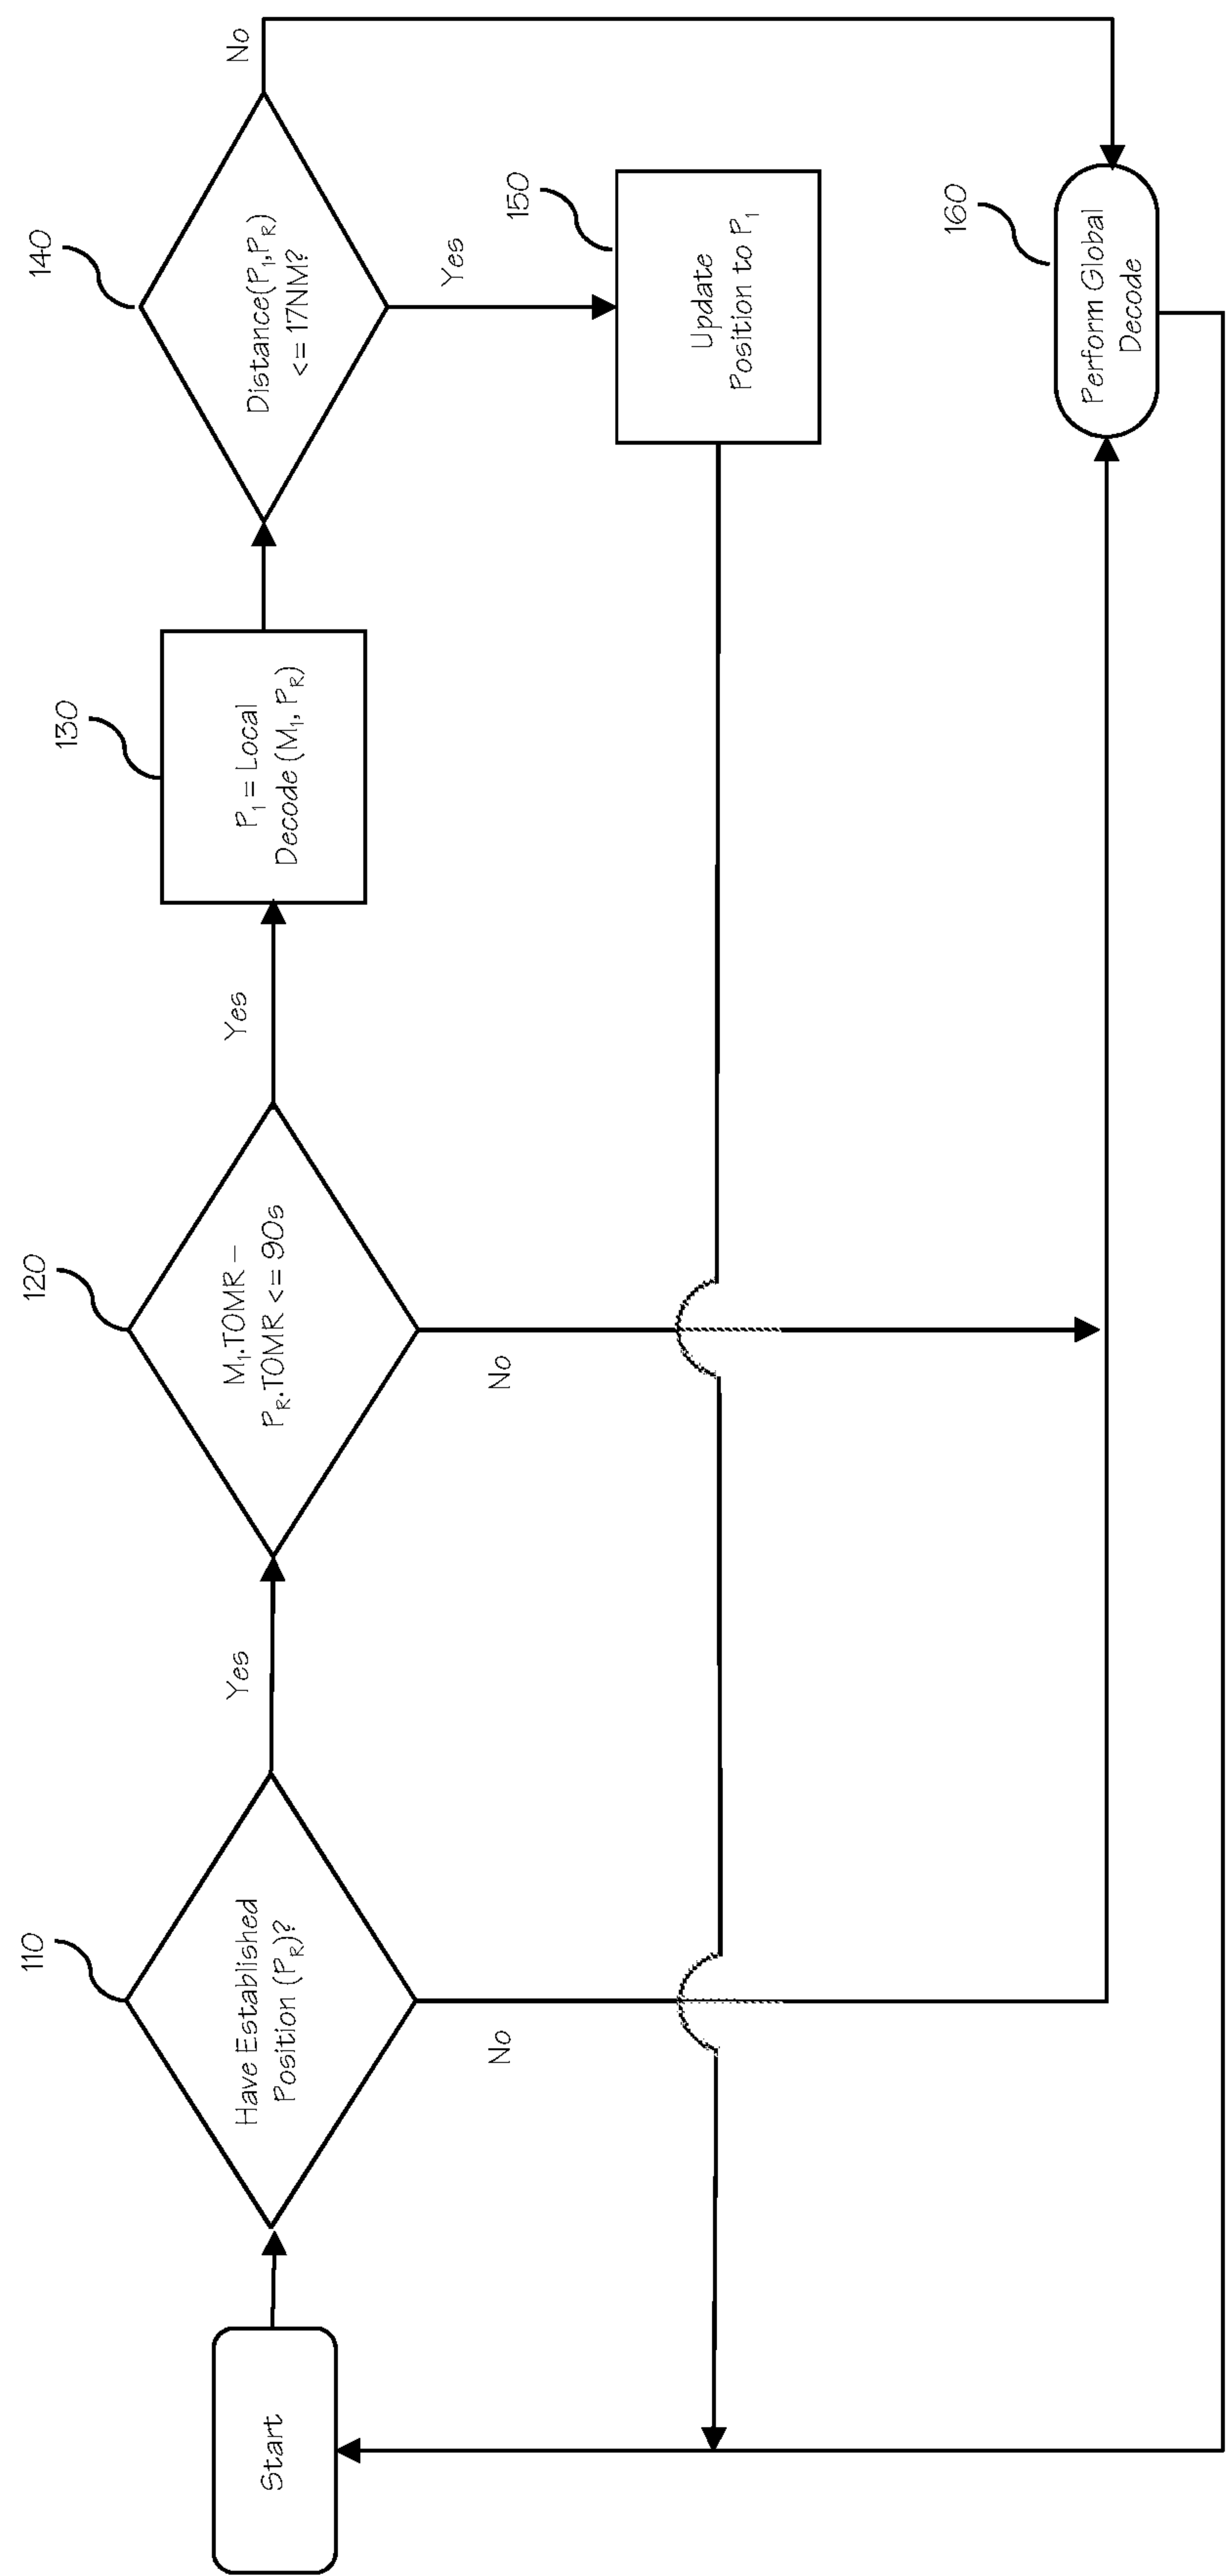 Start
110
Have Established
Position (PR)?
Yes
No
120
M1.TOMR –
PR.TOMR <= 90s
Yes
No
130
P1 = Local
Decode (M1, PR)
140
Distance(P1,PR)
<= 17NM?
No
Yes
150
Update
Position to P1
160
Perform Global
Decode